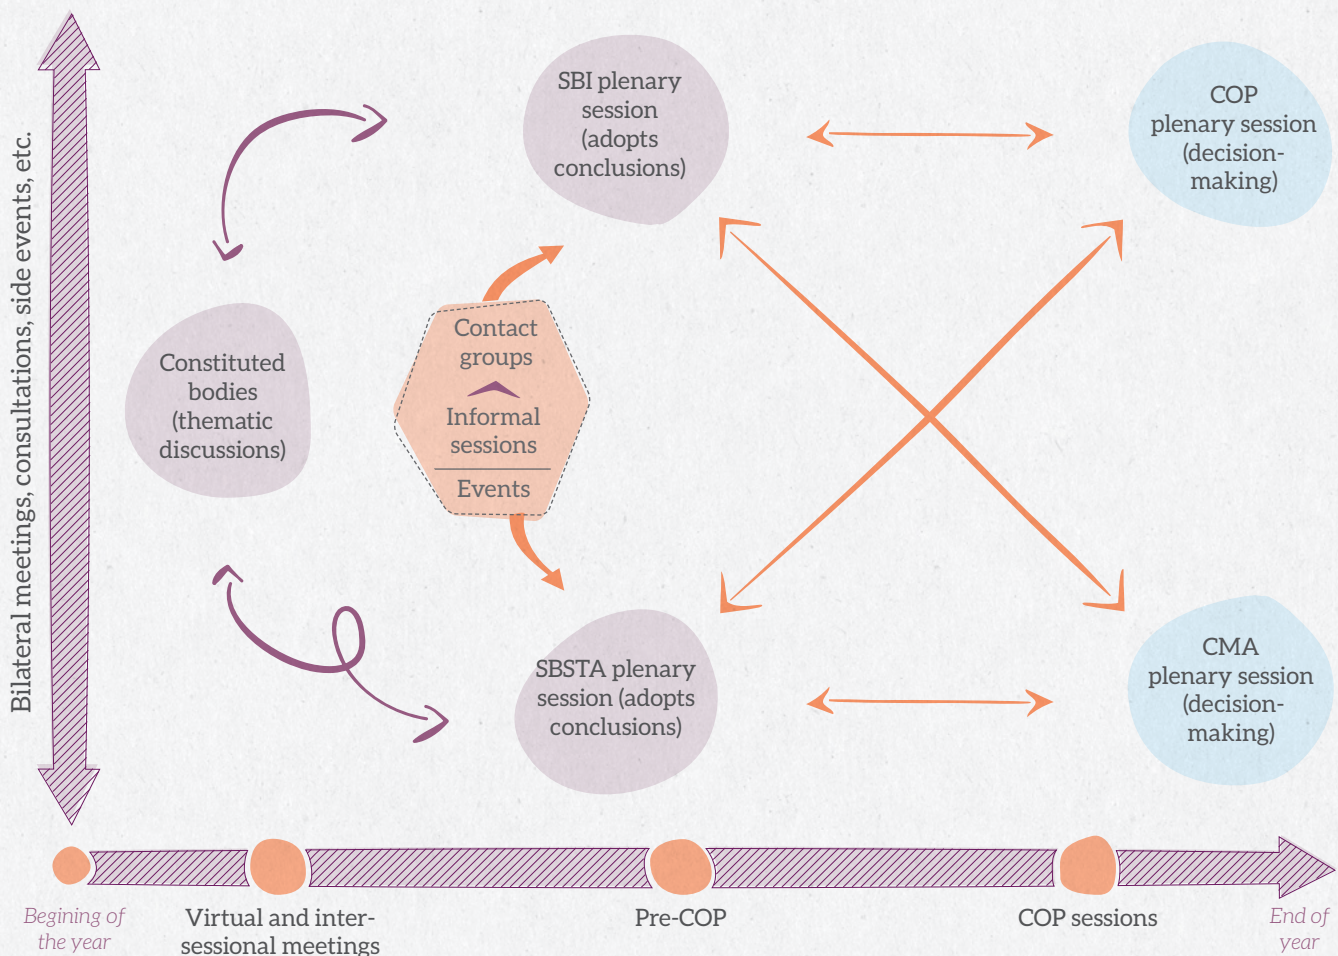 Bilateral meetings, consultations, side events, etc.
SBI plenary
session
(adopts
conclusions)
COP
plenary session
(decision-
making)
Constituted
bodies
(thematic
discussions)
Contact
groups
Informal
sessions
Events
SBSTA plenary
session (adopts
conclusions)
CMA
plenary session
(decision-
making)
Begining of
the year
Virtual and inter-
sessional meetings
Pre-COP
COP sessions
End of
year